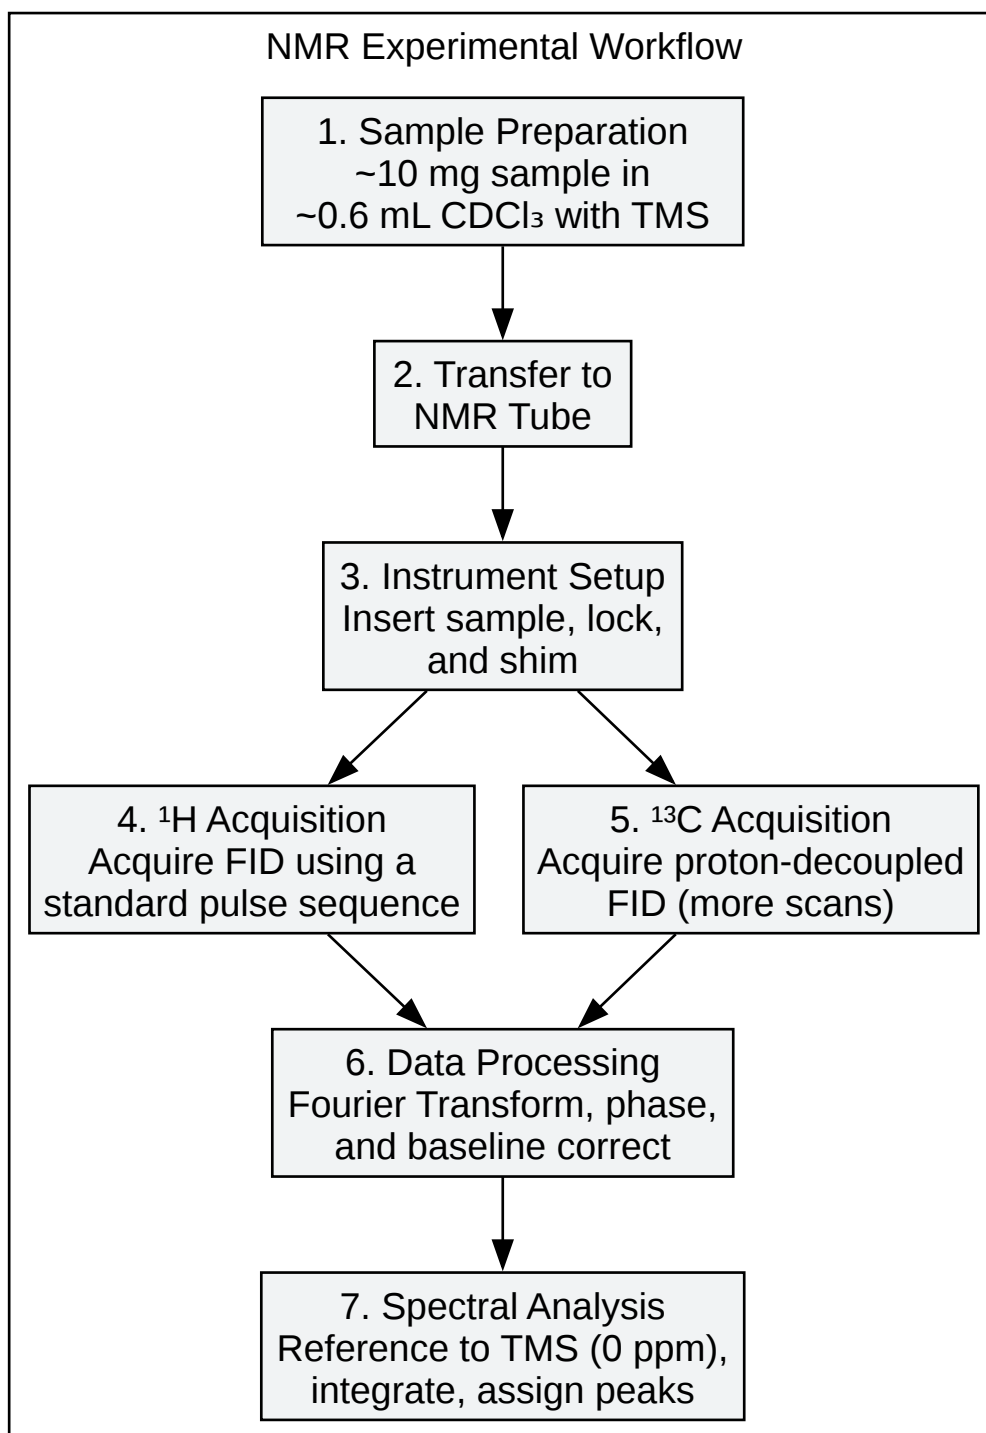 NMR Experimental Workflow
1. Sample Preparation
~10 mg sample in
~0.6 mL CDCl₃ with TMS
2. Transfer to
NMR Tube
3. Instrument Setup
Insert sample, lock,
and shim
4. ¹H Acquisition
Acquire FID using a
standard pulse sequence
5. ¹³C Acquisition
Acquire proton-decoupled
FID (more scans)
6. Data Processing
Fourier Transform, phase,
and baseline correct
7. Spectral Analysis
Reference to TMS (0 ppm),
integrate, assign peaks